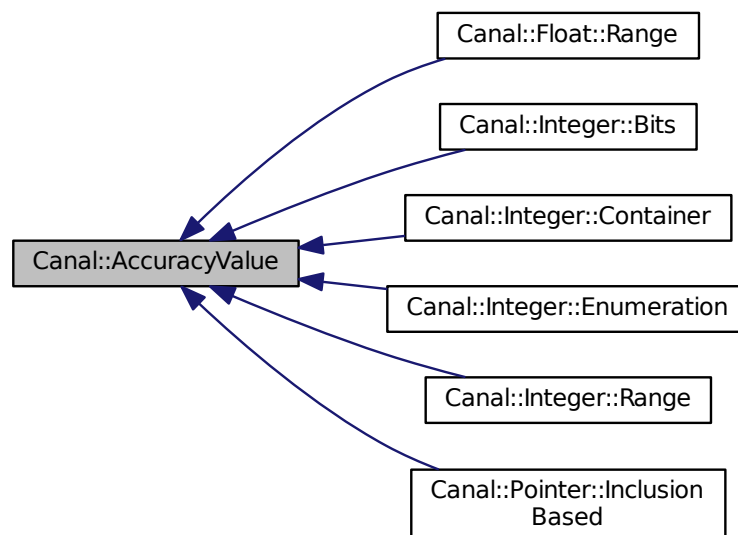 Canal::Float::Range
Canal::Integer::Bits
Canal::Integer::Container
Canal::AccuracyValue
Canal::Integer::Enumeration
Canal::Integer::Range
Canal::Pointer::Inclusion
Based